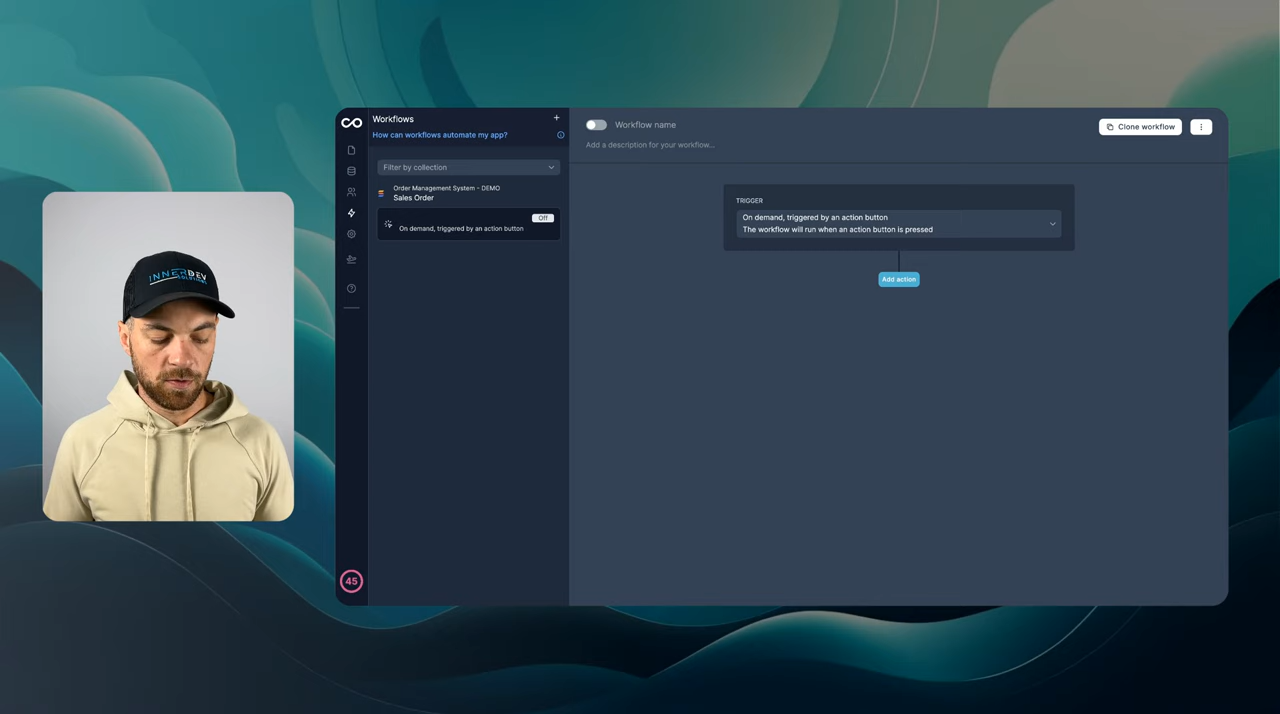 INNERDEV
SOLUTIONS
Workflows
+
How can workflows automate my app?
Filter by collection
Order Management System - DEMO
Sales Order
Off
On demand, triggered by an action button
45
Workflow name
Add a description for your workflow...
Clone workflow
TRIGGER
On demand, triggered by an action button
The workflow will run when an action button is pressed
Add action